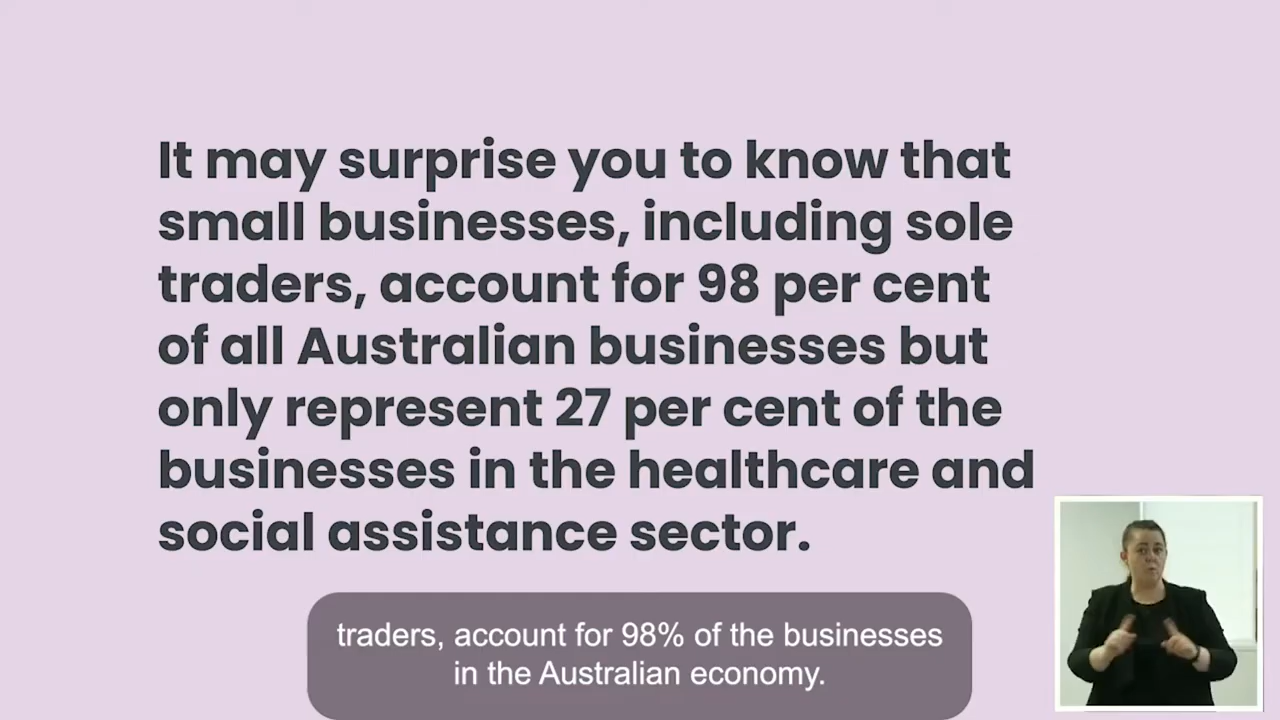 It may surprise you to know that
small businesses, including sole
traders, account for 98 per cent
of all Australian businesses but
only represent 27 per cent of the
businesses in the healthcare and
social assistance sector.
traders, account for 98% of the businesses
in the Australian economy.